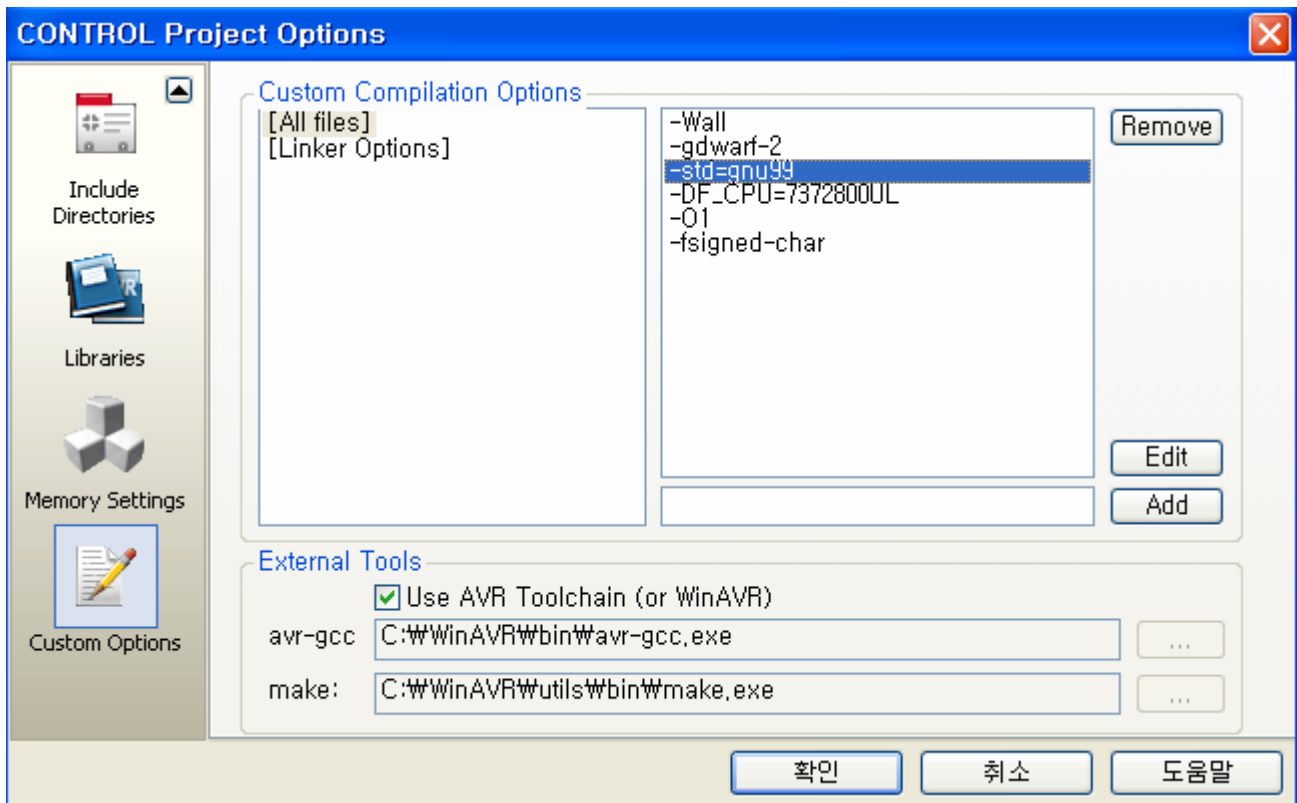 CONTROL Project Options
Include
Directories
Libraries
Memory Settings
Custom Options
Custom Compilation Options
[All files]
[Linker Options]
-Wall
-gdwarf-2
-std=gnu99
-DF_CPU=7372800UL
-O1
-fsigned-char
Remove
Edit
Add
External Tools
Use AVR Toolchain (or WinAVR)
avr-gcc C:₩WinAVR₩bin₩avr-gcc.exe ...
make: C:₩WinAVR₩utils₩bin₩make.exe ...
확인 취소 도움말